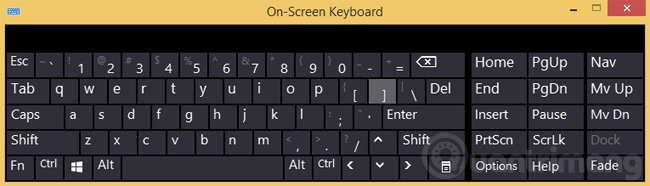 On-Screen Keyboard
Esc ~ ` ! 1 @ 2 # 3 $ 4 % 5 ^ 6 & 7 * 8 ( 9 ) 0 _ - + = Home PgUp Nav
Tab q w e r t y u i o p { [ } ] | \ Del End PgDn Mv Up
Caps a s d f g h j k l : ; " ' Enter Insert Pause Mv Dn
Shift z x c v b n m < , > . ? / Shift PrtScn ScrLk Dock
Fn Ctrl Alt Alt Ctrl Options Help Fade